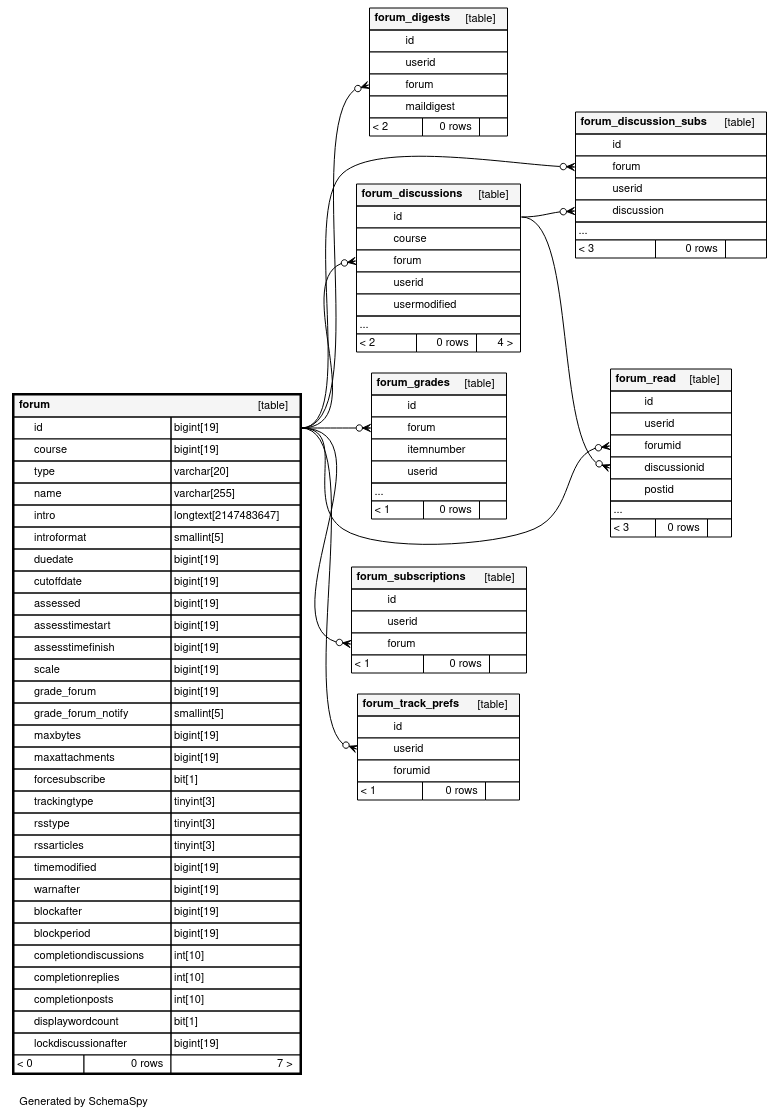 forum_digests [table]
id
userid
forum
maildigest
< 2 0 rows
forum_discussion_subs [table]
id
forum
userid
discussion
...
< 3 0 rows
forum_discussions [table]
id
course
forum
userid
usermodified
...
< 2 0 rows 4 >
forum_grades [table]
id
forum
itemnumber
userid
...
< 1 0 rows
forum_read [table]
id
userid
forumid
discussionid
postid
...
< 3 0 rows
forum [table]
id bigint[19]
course bigint[19]
type varchar[20]
name varchar[255]
intro longtext[2147483647]
introformat smallint[5]
duedate bigint[19]
cutoffdate bigint[19]
assessed bigint[19]
assesstimestart bigint[19]
assesstimefinish bigint[19]
scale bigint[19]
grade_forum bigint[19]
grade_forum_notify smallint[5]
maxbytes bigint[19]
maxattachments bigint[19]
forcesubscribe bit[1]
trackingtype tinyint[3]
rsstype tinyint[3]
rssarticles tinyint[3]
timemodified bigint[19]
warnafter bigint[19]
blockafter bigint[19]
blockperiod bigint[19]
completiondiscussions int[10]
completionreplies int[10]
completionposts int[10]
displaywordcount bit[1]
lockdiscussionafter bigint[19]
< 0 0 rows 7 >
forum_subscriptions [table]
id
userid
forum
< 1 0 rows
forum_track_prefs [table]
id
userid
forumid
< 1 0 rows
Generated by SchemaSpy